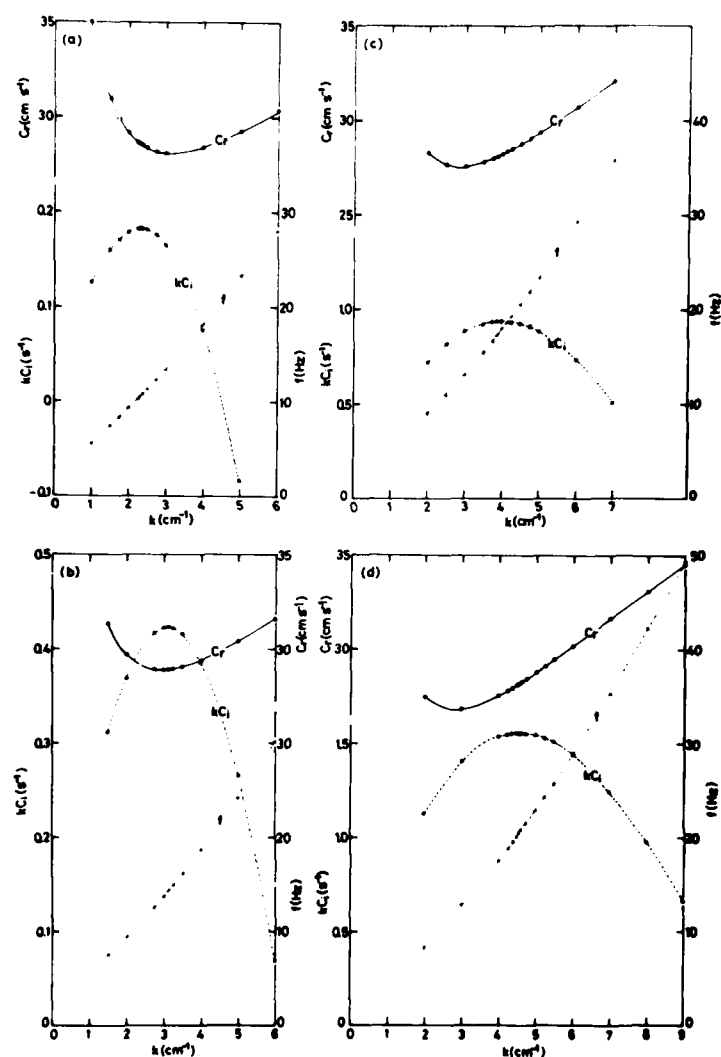 (a)
35
30
Cr(cm s⁻¹)
Cr
0.2
0.1
0
-0.1
kCi(s⁻¹)
kCi
f
30
20
10
0
f(Hz)
0 1 2 3 4 5 6
k(cm⁻¹)
(c)
35
30
25
Cr(cm s⁻¹)
Cr
1.0
0.5
0
kCi(s⁻¹)
kCi
f
40
30
20
10
0
f(Hz)
0 1 2 3 4 5 6 7
k(cm⁻¹)
(b)
0.5
0.4
0.3
0.2
0.1
0
kCi(s⁻¹)
Cr
kCi
f
35
30
Cr(cm s⁻¹)
30
20
10
0
f(Hz)
0 1 2 3 4 5 6
k(cm⁻¹)
(d)
35
30
Cr(cm s⁻¹)
Cr
1.5
1.0
0.5
0
kCi(s⁻¹)
kCi
f
50
40
30
20
10
0
f(Hz)
0 1 2 3 4 5 6 7 8 9
k(cm⁻¹)